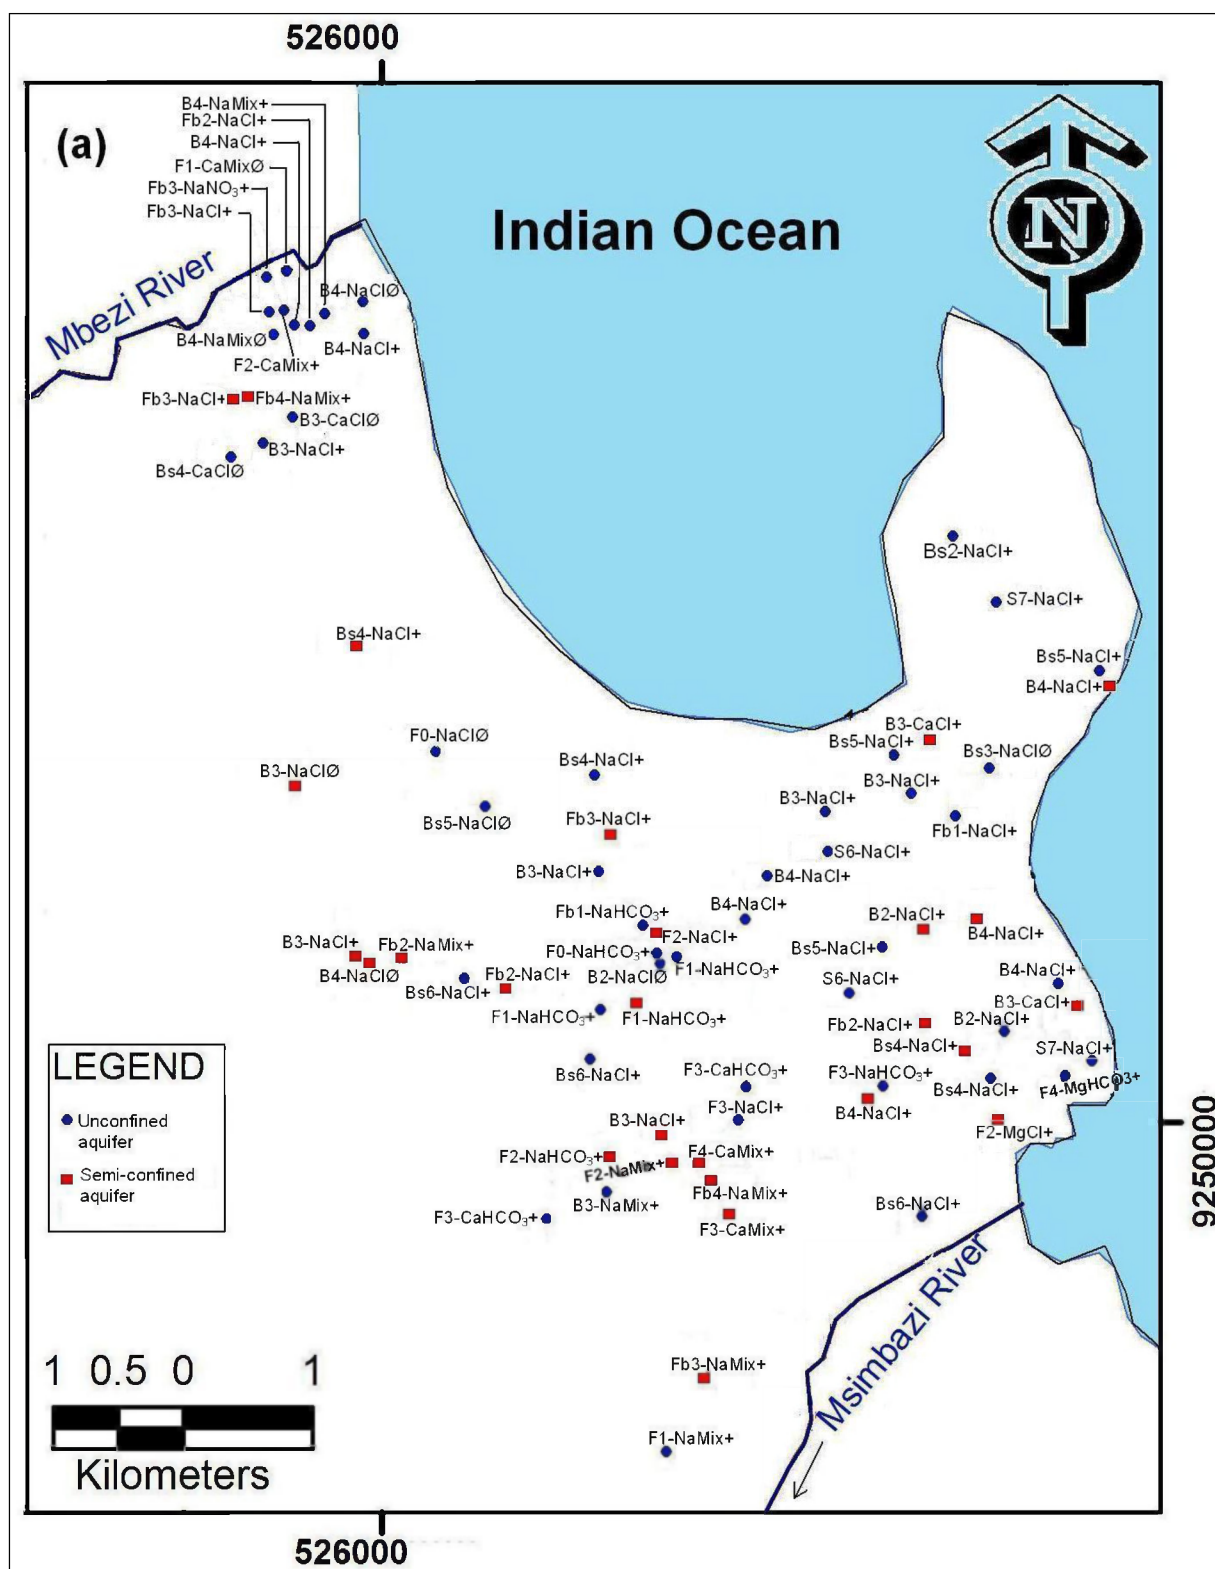 526000
(a)
B4-NaMix+
Fb2-NaCl+
B4-NaCl+
F1-CaMixØ
Fb3-NaNO₃+
Fb3-NaCl+
Indian Ocean
N
Mbezi River
B4-NaClØ
B4-NaMixØ
B4-NaCl+
F2-CaMix+
Fb3-NaCl+
Fb4-NaMix+
B3-CaClØ
B3-NaCl+
Bs4-CaClØ
Bs2-NaCl+
S7-NaCl+
Bs4-NaCl+
Bs5-NaCl+
B4-NaCl+
B3-CaCl+
F0-NaClØ
Bs5-NaCl+
Bs3-NaClØ
Bs4-NaCl+
B3-NaClØ
B3-NaCl+
B3-NaCl+
Bs5-NaClØ
Fb3-NaCl+
Fb1-NaCl+
S6-NaCl+
B3-NaCl+
B4-NaCl+
Fb1-NaHCO₃+
B4-NaCl+
B2-NaCl+
B4-NaCl+
F2-NaCl+
B3-NaCl+
Fb2-NaMix+
F0-NaHCO₃+
Bs5-NaCl+
F1-NaHCO₃+
B4-NaClØ
Fb2-NaCl+
B2-NaClØ
S6-NaCl+
B4-NaCl+
Bs6-NaCl+
B3-CaCl+
F1-NaHCO₃+
F1-NaHCO₃+
Fb2-NaCl+
B2-NaCl+
Bs4-NaCl+
S7-NaCl+
Bs6-NaCl+
F3-CaHCO₃+
F3-NaHCO₃+
Bs4-NaCl+
F4-MgHCO3+
F3-NaCl+
B4-NaCl+
B3-NaCl+
F2-MgCl+
F2-NaHCO₃+
F2-NaMix+
F4-CaMix+
Fb4-NaMix+
B3-NaMix+
F3-CaHCO₃+
F3-CaMix+
Bs6-NaCl+
9250000
LEGEND
Unconfined
aquifer
Semi-confined
aquifer
Msimbazi River
Fb3-NaMix+
F1-NaMix+
1 0.5 0 1
Kilometers
526000